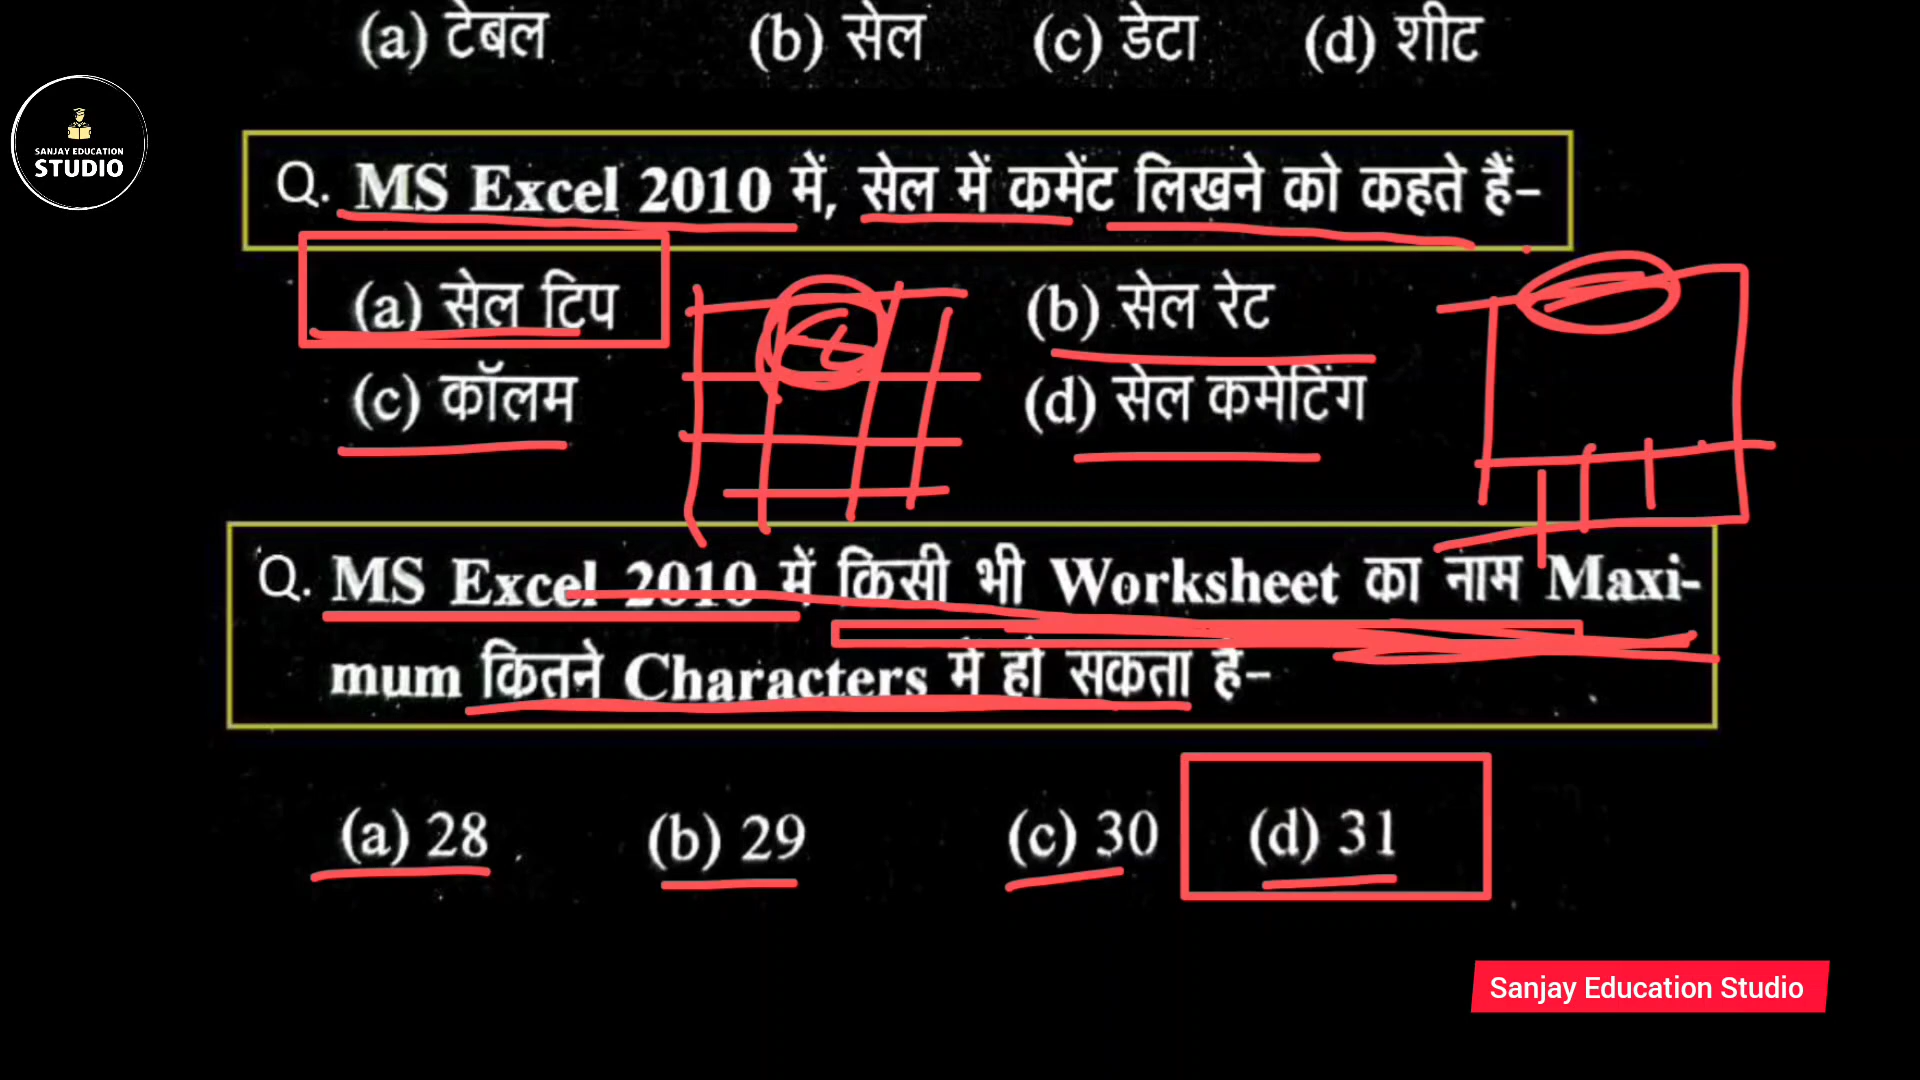 (a) टेबल (b) सेल (c) डेटा (d) शीट
SANJAY EDUCATION
STUDIO
Q. MS Excel 2010 में, सेल में कमेंट लिखने को कहते हैं–
(a) सेल टिप (b) सेल रेट
(c) कॉलम (d) सेल कमेटिंग
Q. MS Excel 2010 में किसी भी Worksheet का नाम Maxi-
mum कितने Characters में हो सकता है–
(a) 28 (b) 29 (c) 30 (d) 31
Sanjay Education Studio